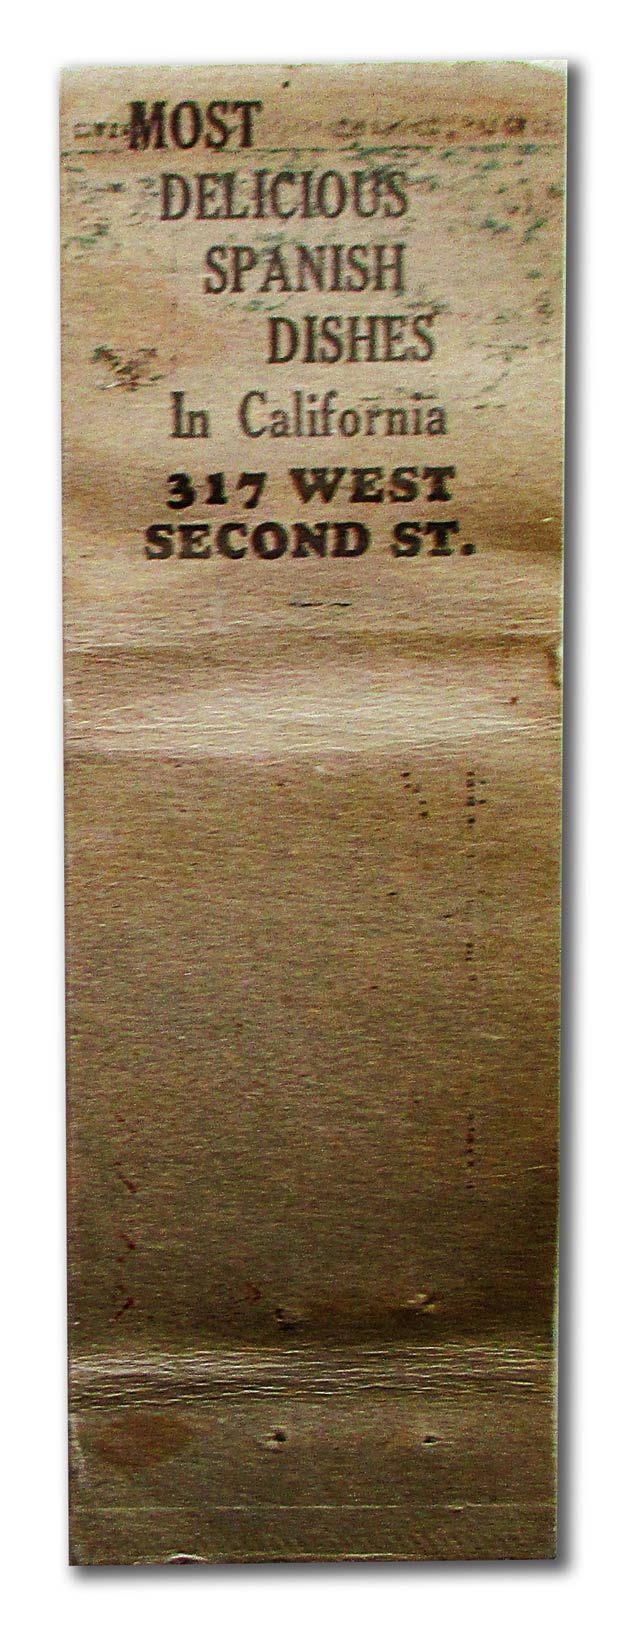 MOST
DELICIOUS
SPANISH
DISHES
In California
317 WEST
SECOND ST.